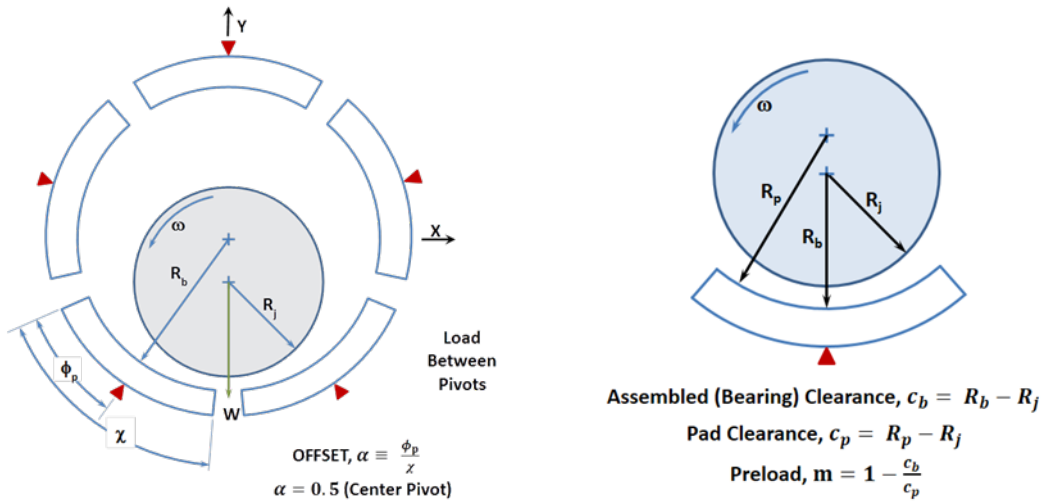 Y
ω
X
R_b
R_j
ϕ_p
χ
W
Load
Between
Pivots
OFFSET, α ≡ ϕ_p/χ
α = 0.5 (Center Pivot)
ω
R_p
R_j
R_b
Assembled (Bearing) Clearance, c_b = R_b − R_j
Pad Clearance, c_p = R_p − R_j
Preload, m = 1 − c_b/c_p